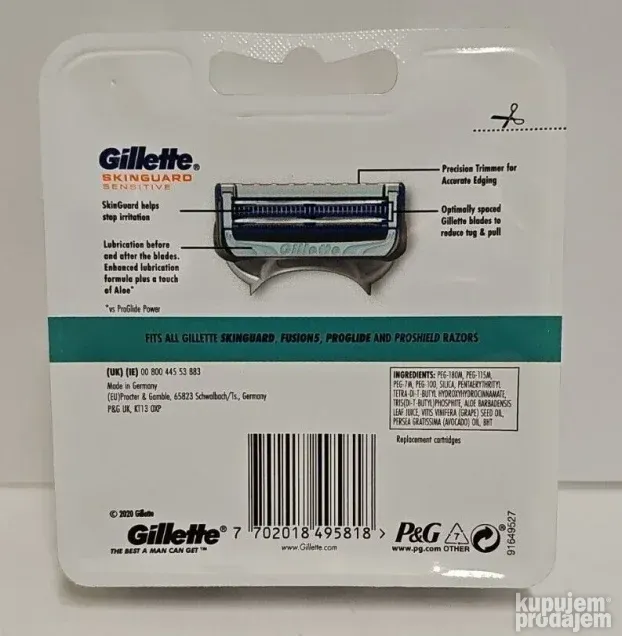 Gillette®
SKINGUARD
SENSITIVE
SkinGuard helps
stop irritation
Lubrication before
and after the blades.
Enhanced lubrication
formula plus a touch
of Aloe*
*vs ProGlide Power
Precision Trimmer for
Accurate Edging
Optimally spaced
Gillette blades to
reduce tug & pull
Gillette
FITS ALL GILLETTE SKINGUARD, FUSION5, PROGLIDE AND PROSHIELD RAZORS
(UK) (IE) 00 800 445 53 883
Made in Germany
(EU)Procter & Gamble, 65823 Schwalbach/Ts., Germany
P&G UK, KT13 0XP
INGREDIENTS: PEG-180M, PEG-115M,
PEG-7M, PEG-100, SILICA, PENTAERYTHRITYL
TETRA-DI-T-BUTYL HYDROXYHYDROCINNAMATE,
TRIS(DI-T-BUTYL)PHOSPHITE, ALOE BARBADENSIS
LEAF JUICE, VITIS VINIFERA (GRAPE) SEED OIL,
PERSEA GRATISSIMA (AVOCADO) OIL, BHT
Replacement cartridges
© 2020 Gillette
Gillette®
THE BEST A MAN CAN GET™
7 702018 495818 >
www.Gillette.com
P&G
www.pg.com
7
OTHER
91649527
kupujem
prodajem